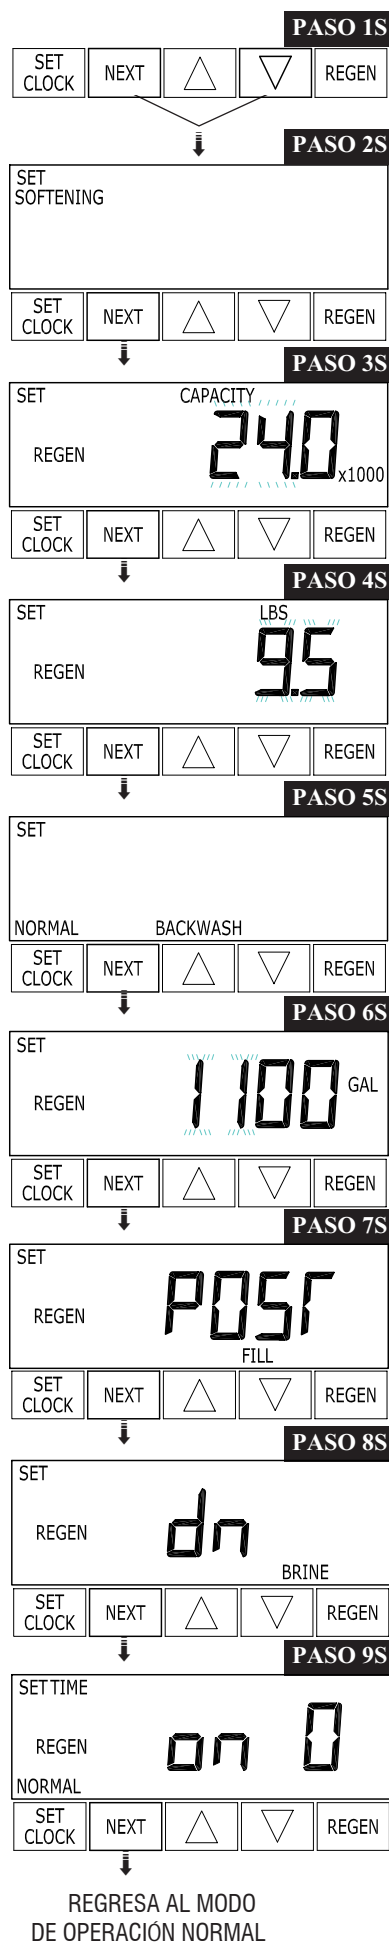 PASO 1S
SET CLOCK NEXT REGEN
PASO 2S
SET
SOFTENING
SET CLOCK NEXT REGEN
PASO 3S
SET CAPACITY
REGEN 24.0 x1000
SET CLOCK NEXT REGEN
PASO 4S
SET LBS
REGEN 9.5
SET CLOCK NEXT REGEN
PASO 5S
SET
NORMAL BACKWASH
SET CLOCK NEXT REGEN
PASO 6S
SET
REGEN 1100 GAL
SET CLOCK NEXT REGEN
PASO 7S
SET
REGEN POST
FILL
SET CLOCK NEXT REGEN
PASO 8S
SET
REGEN dn
BRINE
SET CLOCK NEXT REGEN
PASO 9S
SET TIME
REGEN on 0
NORMAL
SET CLOCK NEXT REGEN
REGRESA AL MODO
DE OPERACIÓN NORMAL